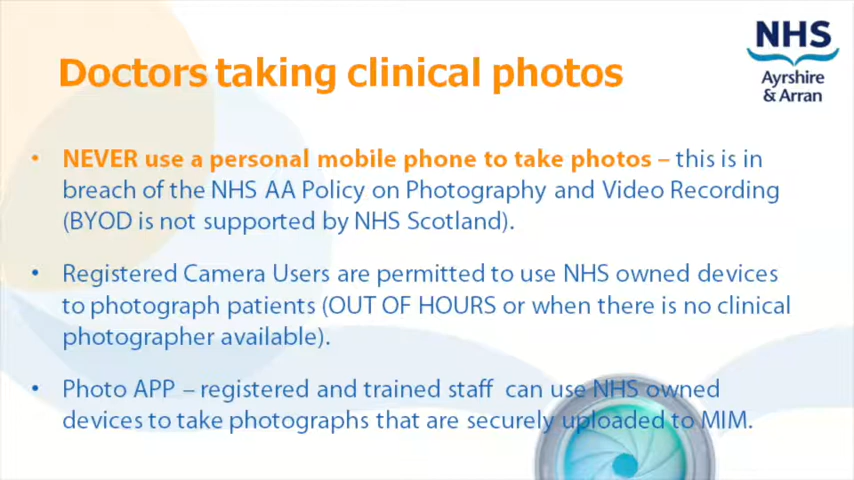 NHS
Ayrshire
& Arran
Doctors taking clinical photos
• NEVER use a personal mobile phone to take photos – this is in
breach of the NHS AA Policy on Photography and Video Recording
(BYOD is not supported by NHS Scotland).
• Registered Camera Users are permitted to use NHS owned devices
to photograph patients (OUT OF HOURS or when there is no clinical
photographer available).
• Photo APP – registered and trained staff can use NHS owned
devices to take photographs that are securely uploaded to MIM.